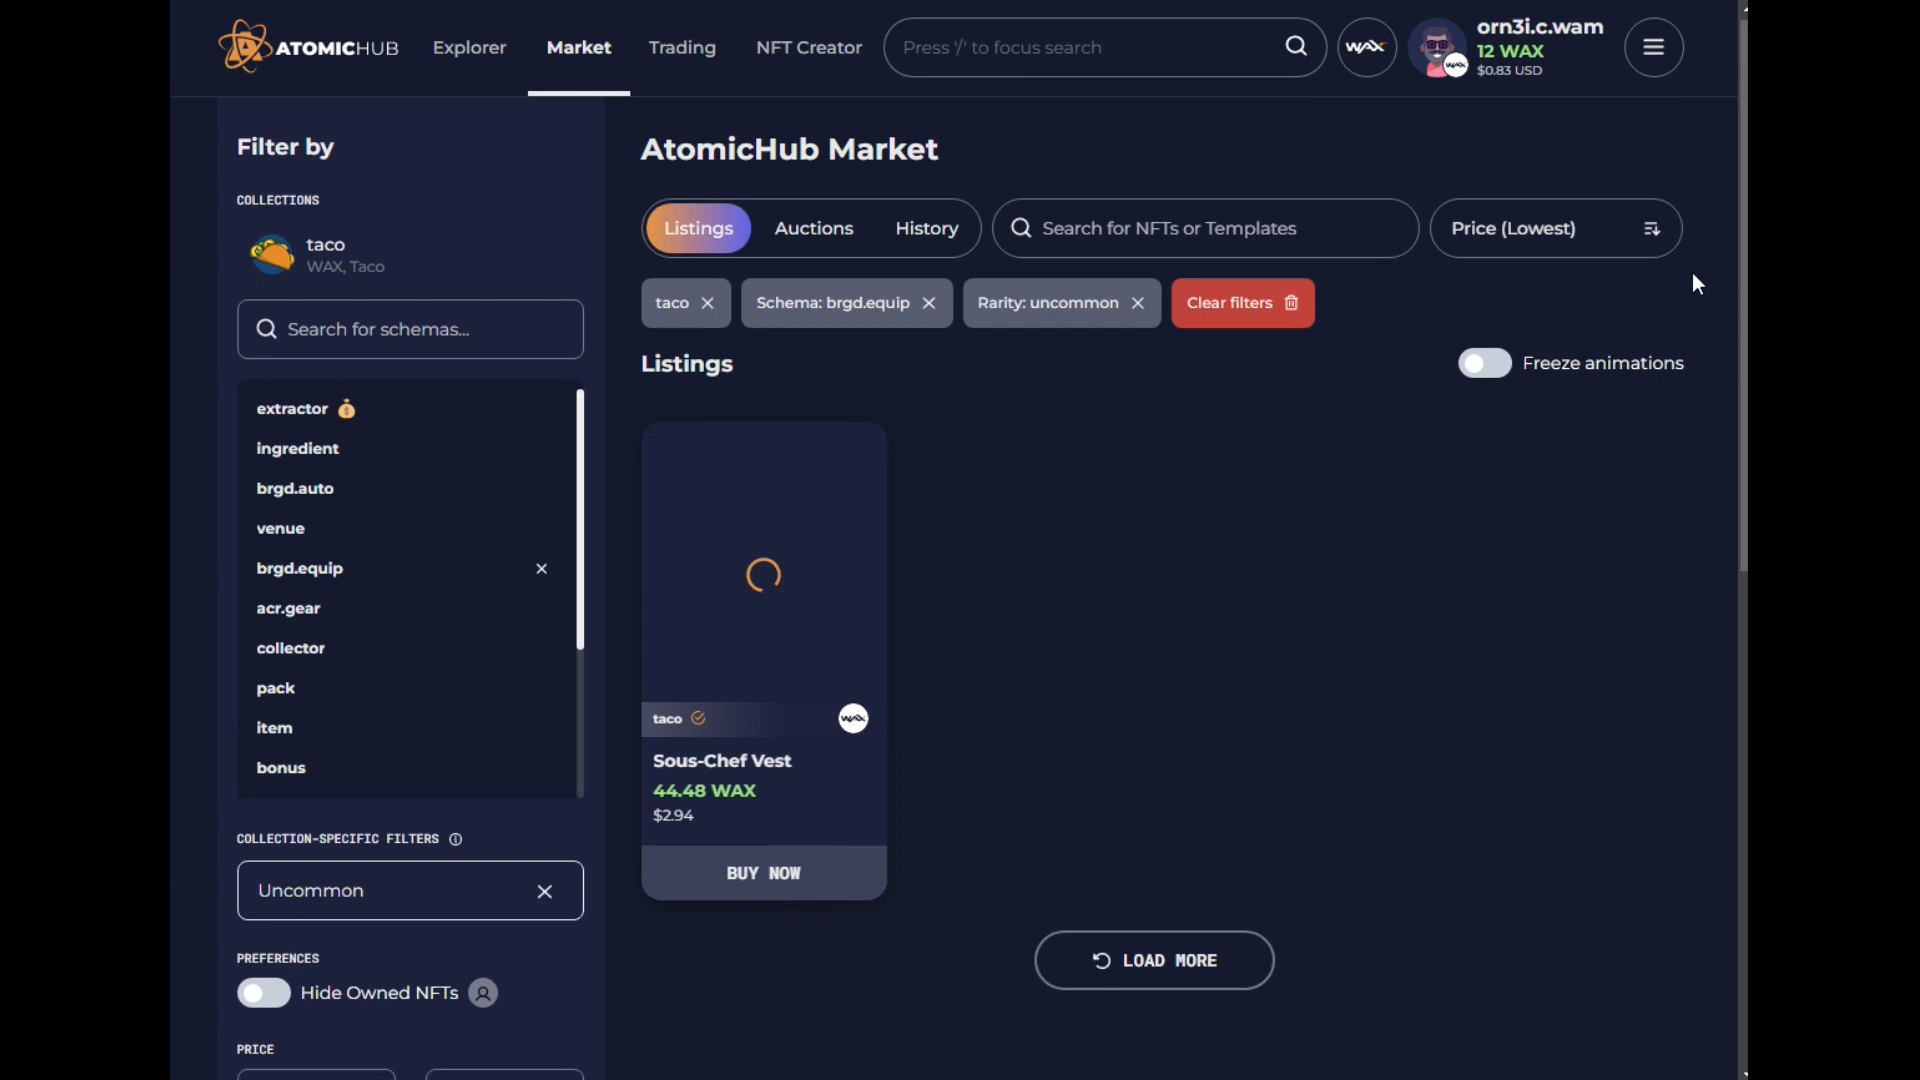 ATOMICHUB
Explorer
Market
Trading
NFT Creator
Press '/' to focus search
WAX
orn3i.c.wam
12 WAX
$0.83 USD
Filter by
COLLECTIONS
taco
WAX, Taco
Search for schemas...
extractor
ingredient
brgd.auto
venue
brgd.equip
acr.gear
collector
pack
item
bonus
COLLECTION-SPECIFIC FILTERS
Uncommon
PREFERENCES
Hide Owned NFTs
PRICE
AtomicHub Market
Listings
Auctions
History
Search for NFTs or Templates
Price (Lowest)
taco
Schema: brgd.equip
Rarity: uncommon
Clear filters
Listings
Freeze animations
taco
WAX
Sous-Chef Vest
44.48 WAX
$2.94
BUY NOW
LOAD MORE